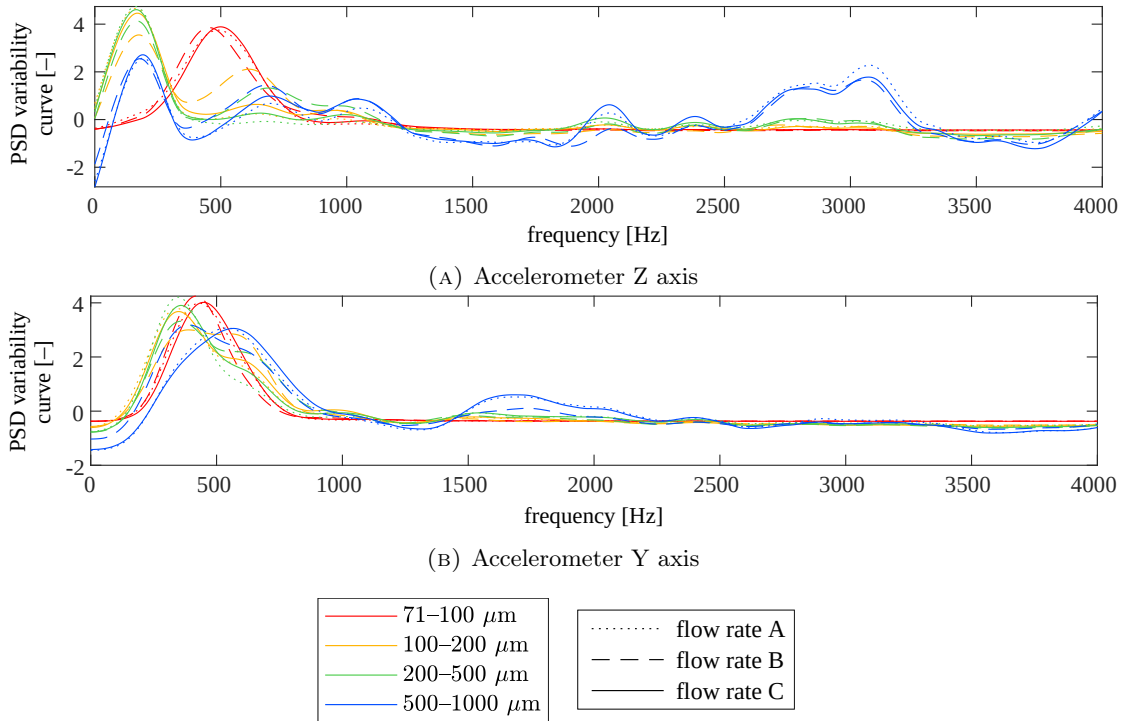 4
2
0
-2
PSD variability
curve [–]
0 500 1000 1500 2000 2500 3000 3500 4000
frequency [Hz]
(A) Accelerometer Z axis
4
2
0
-2
PSD variability
curve [–]
0 500 1000 1500 2000 2500 3000 3500 4000
frequency [Hz]
(B) Accelerometer Y axis
71–100 μm
100–200 μm
200–500 μm
500–1000 μm
flow rate A
flow rate B
flow rate C